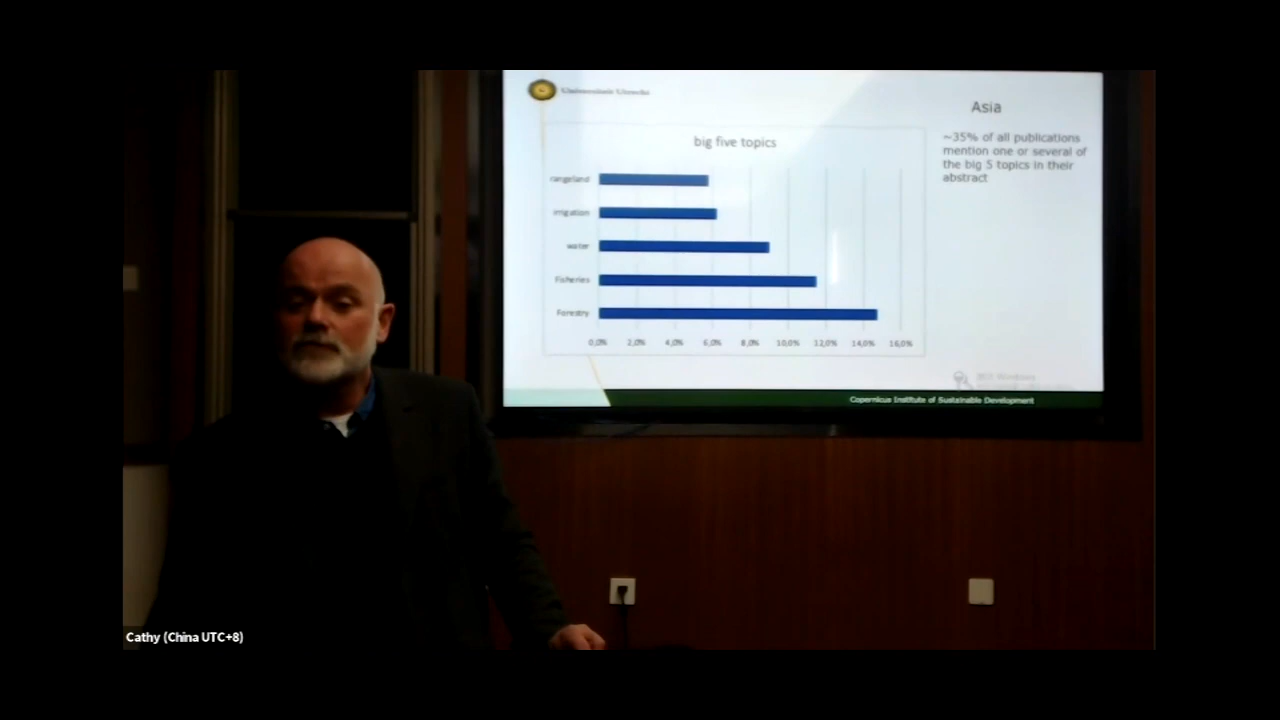 Universiteit Utrecht
Asia
~35% of all publications
mention one or several of
the big 5 topics in their
abstract
big five topics
rangeland
irrigation
water
Fisheries
Forestry
0,0% 2,0% 4,0% 6,0% 8,0% 10,0% 12,0% 14,0% 16,0%
Copernicus Institute of Sustainable Development
Cathy (China UTC+8)